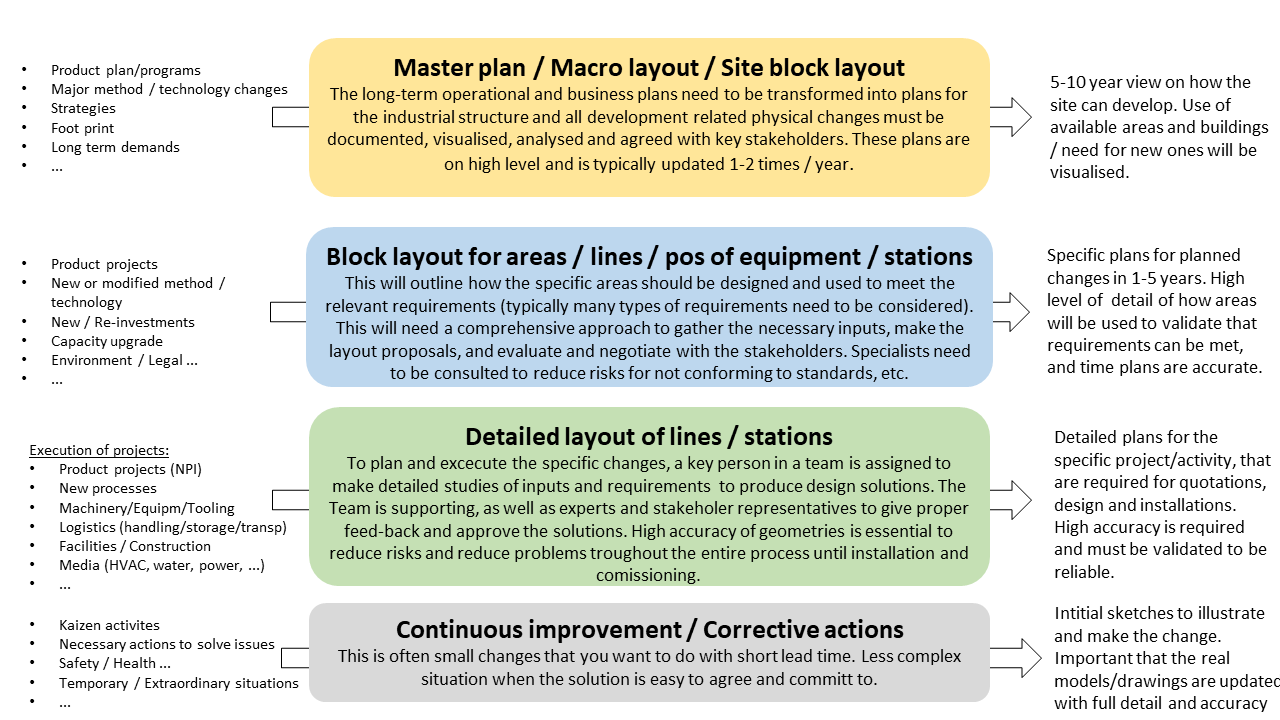 • Product plan/programs
• Major method / technology changes
• Strategies
• Foot print
• Long term demands
• ...
Master plan / Macro layout / Site block layout
The long-term operational and business plans need to be transformed into plans for
the industrial structure and all development related physical changes must be
documented, visualised, analysed and agreed with key stakeholders. These plans are
on high level and is typically updated 1-2 times / year.
5-10 year view on how the
site can develop. Use of
available areas and buildings
/ need for new ones will be
visualised.
• Product projects
• New or modified method /
technology
• New / Re-investments
• Capacity upgrade
• Environment / Legal ...
• ...
Block layout for areas / lines / pos of equipment / stations
This will outline how the specific areas should be designed and used to meet the
relevant requirements (typically many types of requirements need to be considered).
This will need a comprehensive approach to gather the necessary inputs, make the
layout proposals, and evaluate and negotiate with the stakeholders. Specialists need
to be consulted to reduce risks for not conforming to standards, etc.
Specific plans for planned
changes in 1-5 years. High
level of detail of how areas
will be used to validate that
requirements can be met,
and time plans are accurate.
Execution of projects:
• Product projects (NPI)
• New processes
• Machinery/Equipm/Tooling
• Logistics (handling/storage/transp)
• Facilities / Construction
• Media (HVAC, water, power, ...)
• ...
Detailed layout of lines / stations
To plan and excecute the specific changes, a key person in a team is assigned to
make detailed studies of inputs and requirements to produce design solutions. The
Team is supporting, as well as experts and stakeholer representatives to give proper
feed-back and approve the solutions. High accuracy of geometries is essential to
reduce risks and reduce problems troughout the entire process until installation and
comissioning.
Detailed plans for the
specific project/activity, that
are required for quotations,
design and installations.
High accuracy is required
and must be validated to be
reliable.
• Kaizen activites
• Necessary actions to solve issues
• Safety / Health ...
• Temporary / Extraordinary situations
• ...
Continuous improvement / Corrective actions
This is often small changes that you want to do with short lead time. Less complex
situation when the solution is easy to agree and committ to.
Intitial sketches to illustrate
and make the change.
Important that the real
models/drawings are updated
with full detail and accuracy